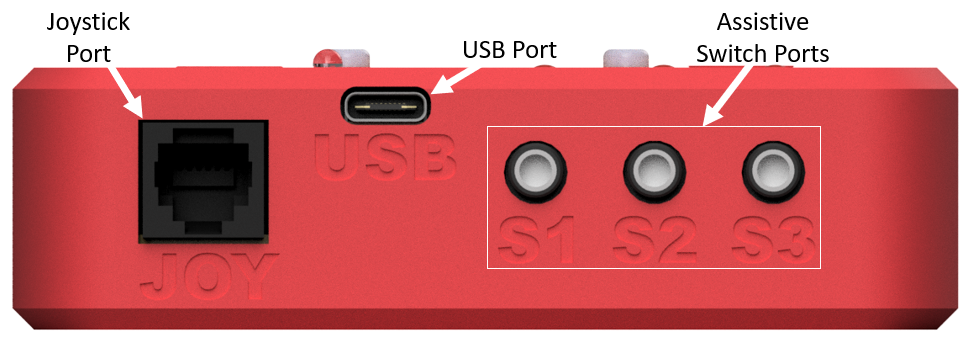 Joystick
Port
USB Port
Assistive
Switch Ports
USB
S1 S2 S3
JOY